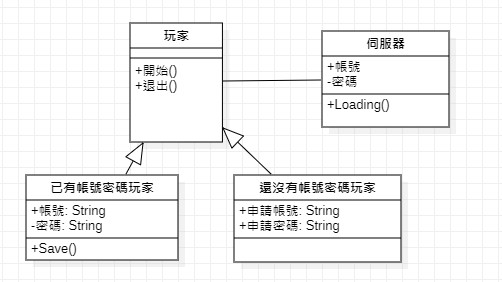 玩家
+開始()
+退出()
伺服器
+帳號
-密碼
+Loading()
已有帳號密碼玩家
+帳號: String
-密碼: String
+Save()
還沒有帳號密碼玩家
+申請帳號: String
+申請密碼: String